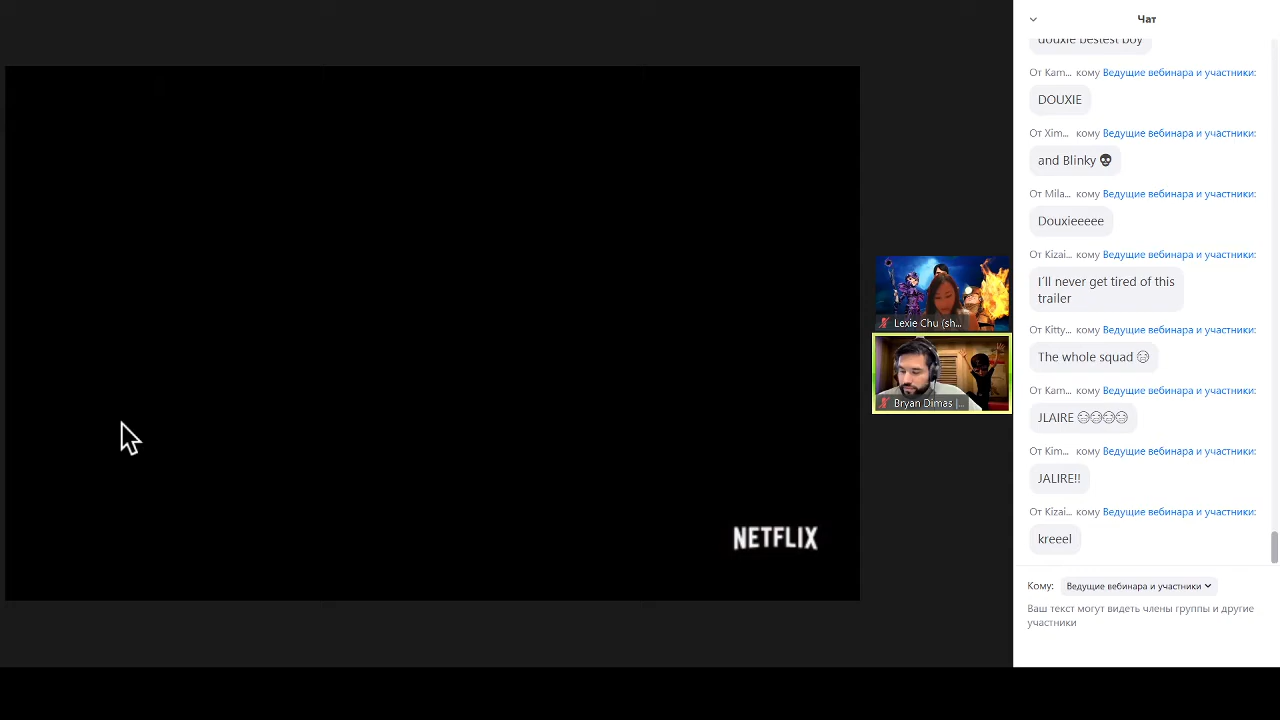 NETFLIX
Lexie Chu (sh...
Bryan Dimas |...
Чат
douxie bestest boy
От Kam... кому Ведущие вебинара и участники:
DOUXIE
От Xim... кому Ведущие вебинара и участники:
and Blinky 💀
От Mila... кому Ведущие вебинара и участники:
Douxieeeee
От Kizai... кому Ведущие вебинара и участники:
I´ll never get tired of this
trailer
От Kitty... кому Ведущие вебинара и участники:
The whole squad
От Kam... кому Ведущие вебинара и участники:
JLAIRE
От Kim... кому Ведущие вебинара и участники:
JALIRE!!
От Kizai... кому Ведущие вебинара и участники:
kreeel
Кому: Ведущие вебинара и участники
Ваш текст могут видеть члены группы и другие
участники